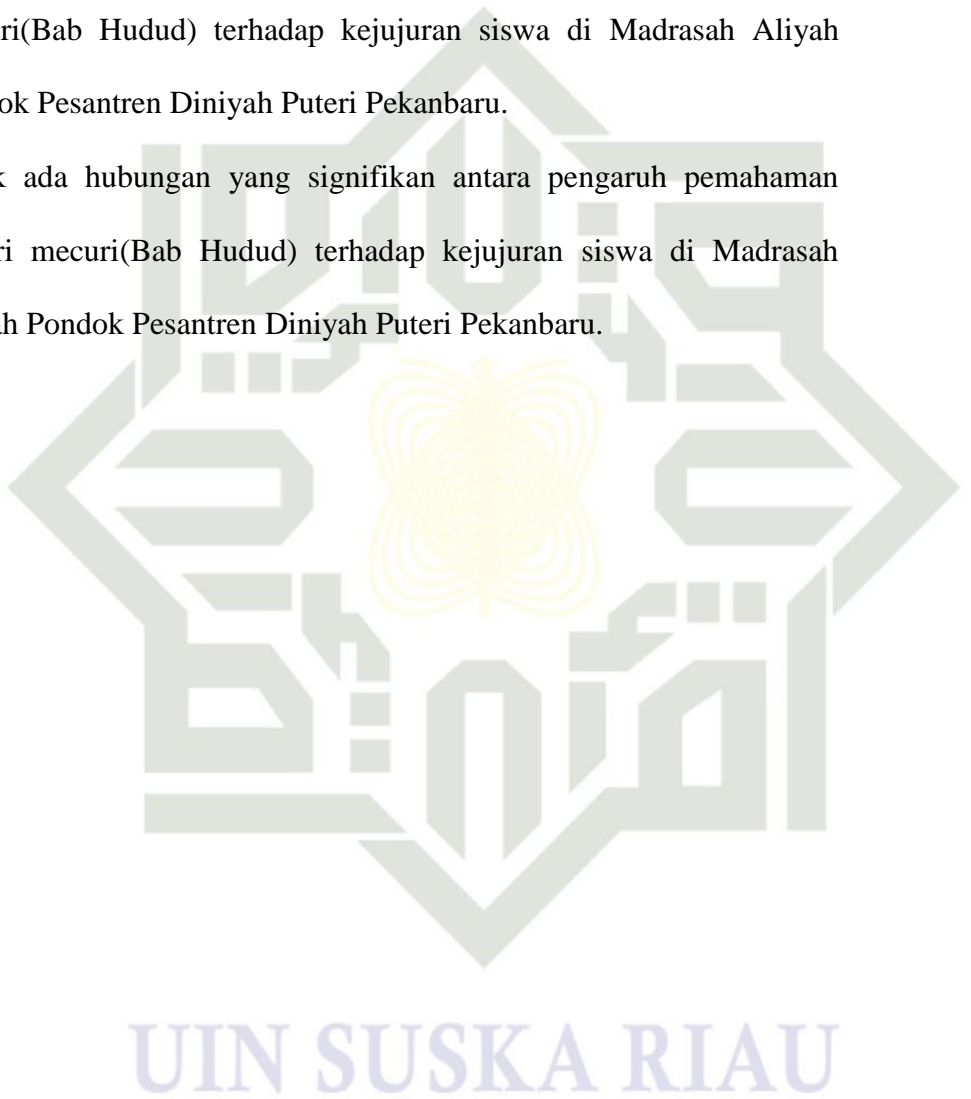 ri(Bab Hudud) terhadap kejujuran siswa di Madrasah Aliyah
ok Pesantren Diniyah Puteri Pekanbaru.
k ada hubungan yang signifikan antara pengaruh pemahaman
ri mecuri(Bab Hudud) terhadap kejujuran siswa di Madrasah
ah Pondok Pesantren Diniyah Puteri Pekanbaru.
UIN SUSKA RIAU